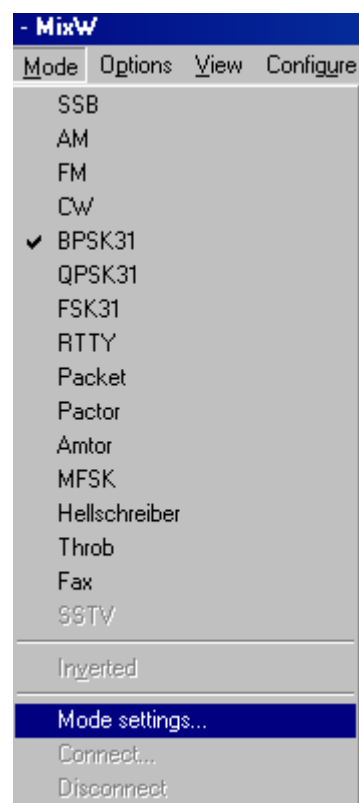 - MixW
Mode Options View Configure
SSB
AM
FM
CW
BPSK31
QPSK31
FSK31
RTTY
Packet
Pactor
Amtor
MFSK
Hellschreiber
Throb
Fax
SSTV
Inverted
Mode settings...
Connect...
Disconnect